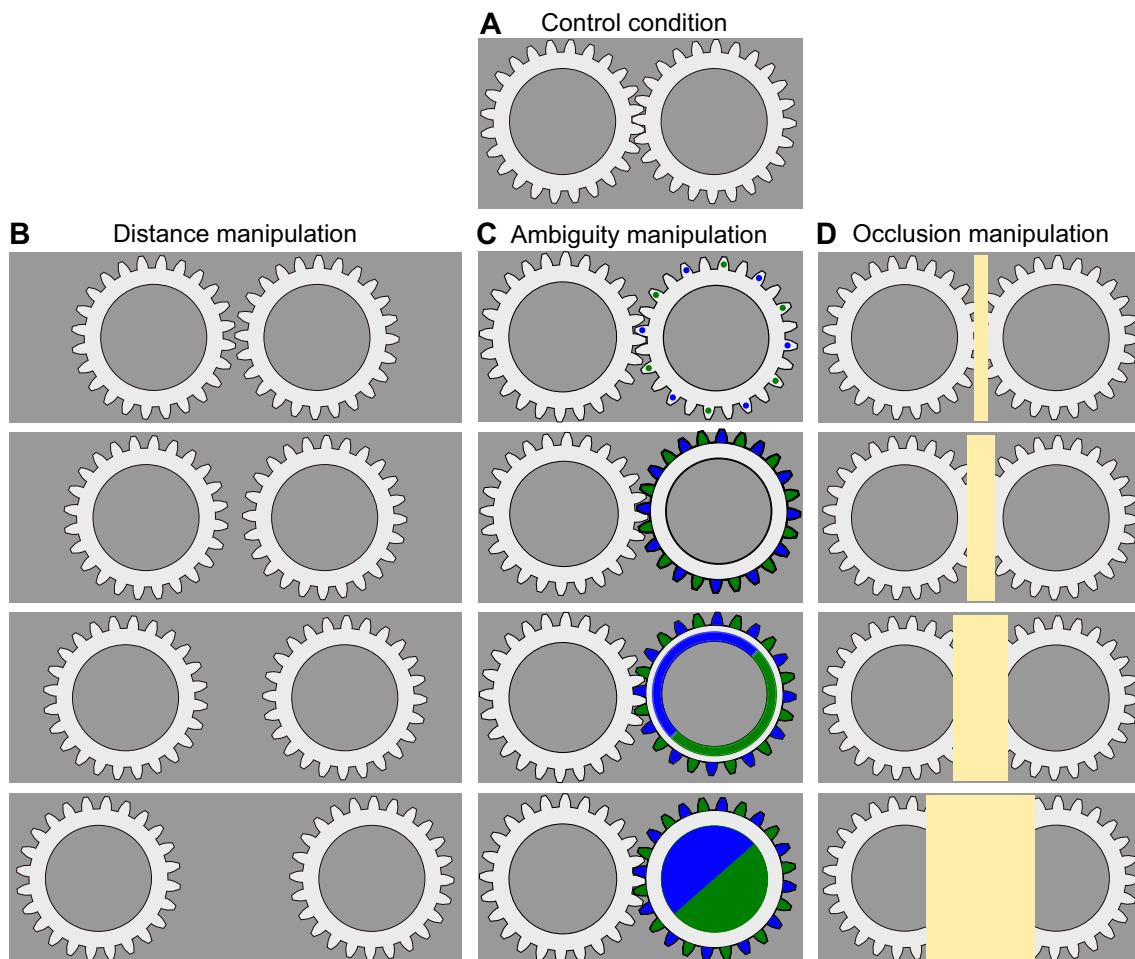 A Control condition
B Distance manipulation
C Ambiguity manipulation
D Occlusion manipulation